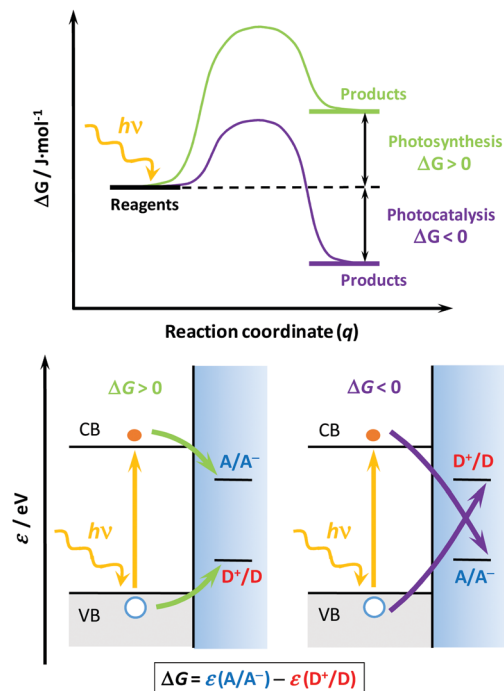 ΔG / J·mol⁻¹
hν
Reagents
Products
Photosynthesis
ΔG > 0
Photocatalysis
ΔG < 0
Products
Reaction coordinate (q)
ε / eV
ΔG > 0
CB
A/A⁻
hν
D⁺/D
VB
ΔG < 0
CB
D⁺/D
hν
A/A⁻
VB
ΔG = ε(A/A⁻) – ε(D⁺/D)